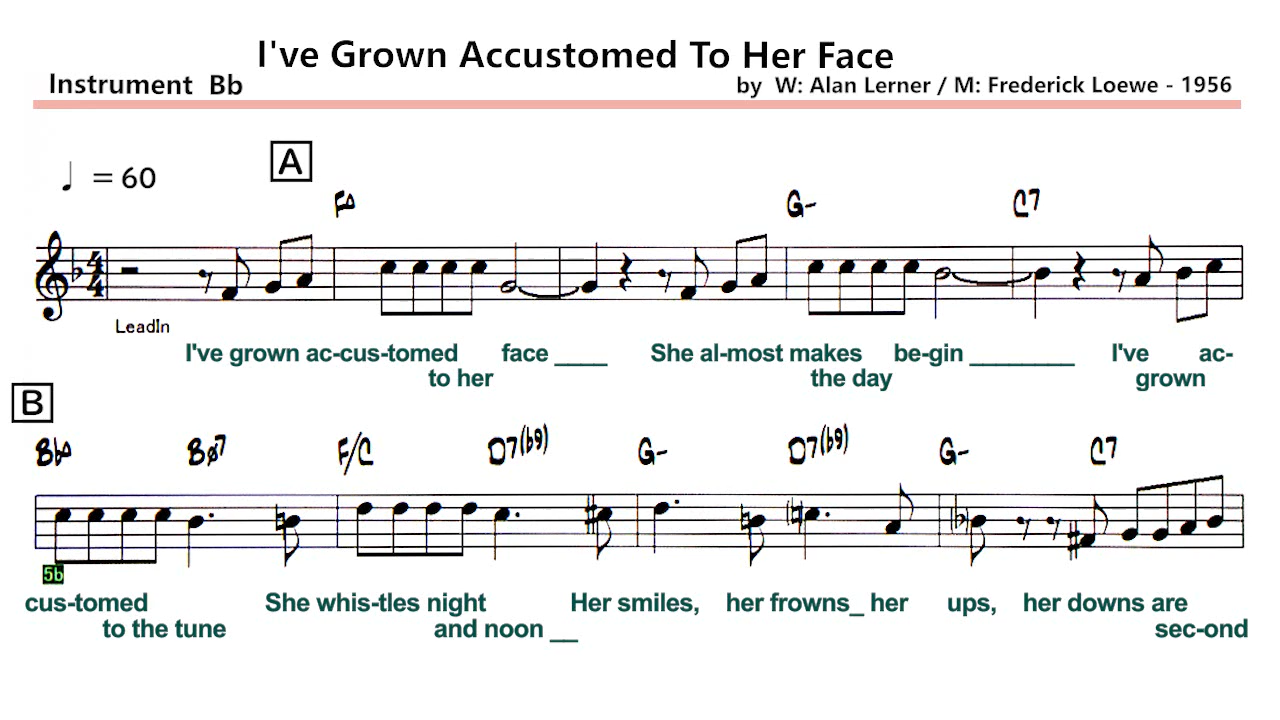 I've Grown Accustomed To Her Face
Instrument Bb
by W: Alan Lerner / M: Frederick Loewe - 1956
A
♩ = 60
F△ G- C7
4/4
LeadIn
I've grown ac-cus-tomed face ____ She al-most makes be-gin ________ I've ac-
to her the day grown
B
Bb△ Bø7 F/C D7(b9) G- D7(b9) G- C7
5b
cus-tomed She whis-tles night Her smiles, her frowns_ her ups, her downs are
to the tune and noon __ sec-ond